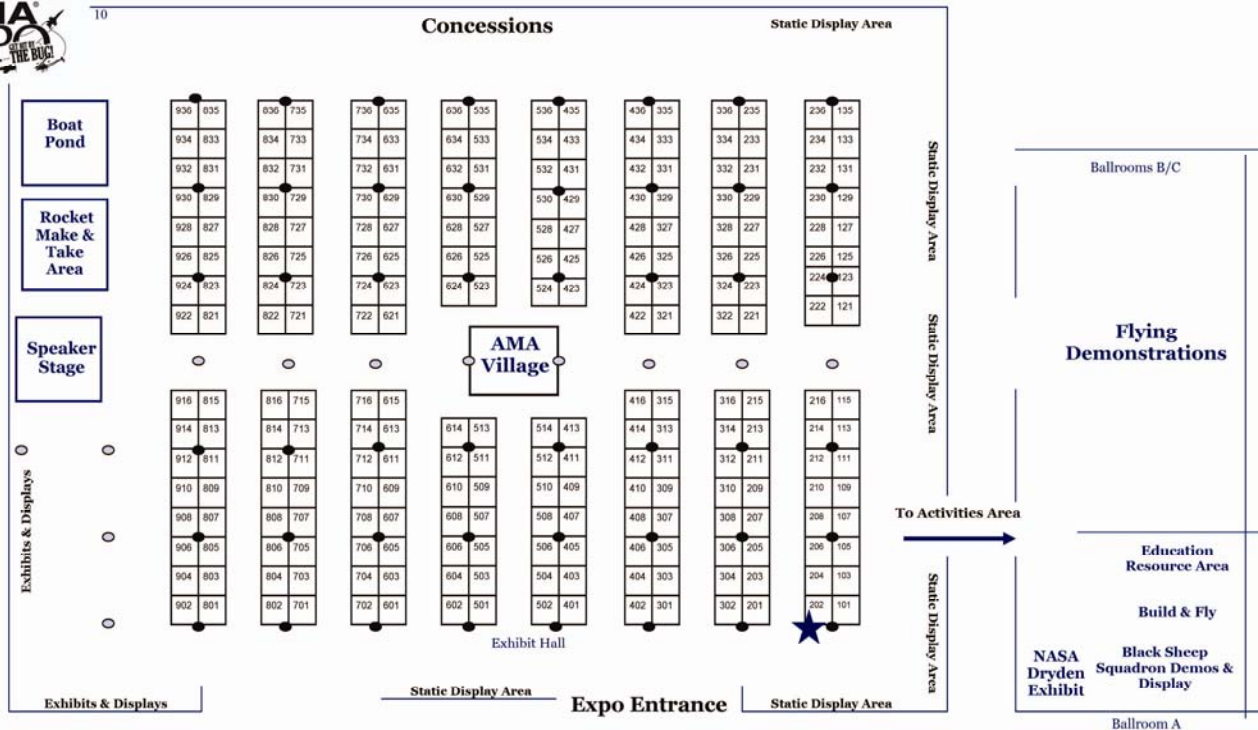 GET BIT BY
THE BUG!
10
Concessions
Static Display Area
936 835 836 735 736 635 636 535 536 435 436 335 336 235 236 135
934 833 834 733 734 633 634 533 534 433 434 333 334 233 234 133
932 831 832 731 732 631 632 531 532 431 432 331 332 231 232 131
930 829 830 729 730 629 630 529 530 429 430 329 330 229 230 129
928 827 828 727 728 627 628 527 528 427 428 327 328 227 228 127
926 825 826 725 726 625 626 525 526 425 426 325 326 225 226 125
924 823 824 723 724 623 624 523 524 423 424 323 324 223 224 123
922 821 822 721 722 621 422 321 322 221 222 121
Boat
Pond
Rocket
Make &
Take
Area
Speaker
Stage
AMA
Village
916 815 816 715 716 615 416 315 316 215 216 115
914 813 814 713 714 613 614 513 514 413 414 313 314 213 214 113
912 811 812 711 712 611 612 511 512 411 412 311 312 211 212 111
910 809 810 709 710 609 610 509 510 409 410 309 310 209 210 109
908 807 808 707 708 607 608 507 508 407 408 307 308 207 208 107
906 805 806 705 706 605 606 505 506 405 406 305 306 205 206 105
904 803 804 703 704 603 604 503 504 403 404 303 304 203 204 103
902 801 802 701 702 601 602 501 502 401 402 301 302 201 202 101
Exhibits & Displays
Exhibit Hall
Exhibits & Displays
Static Display Area
Expo Entrance
Static Display Area
Static Display Area
Static Display Area
Static Display Area
To Activities Area
Ballrooms B/C
Flying
Demonstrations
Education
Resource Area
Build & Fly
NASA
Dryden
Exhibit
Black Sheep
Squadron Demos &
Display
Ballroom A